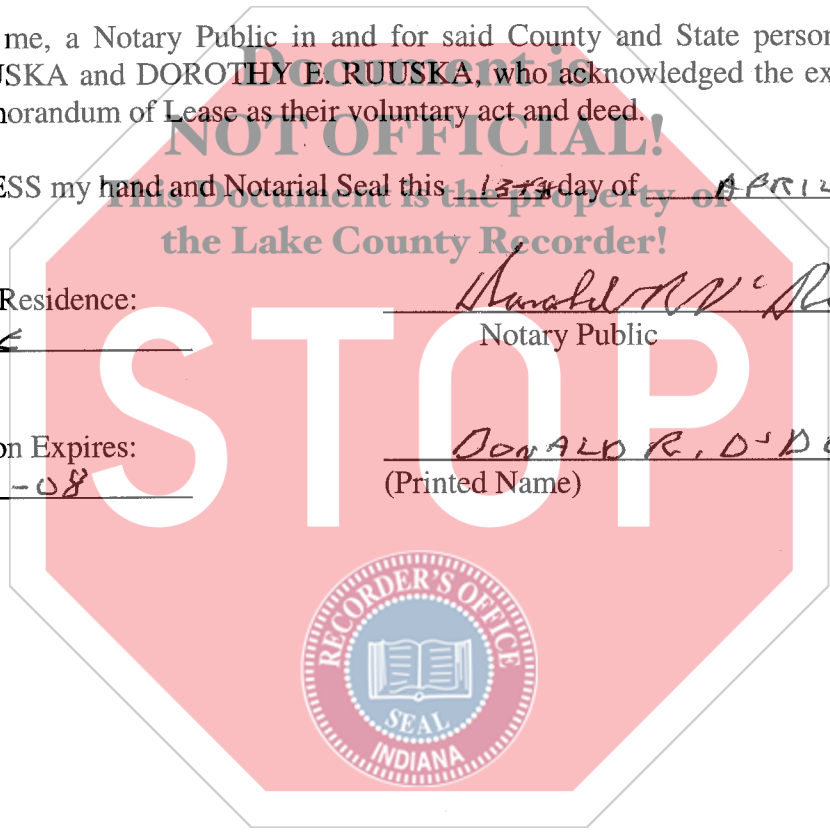 me, a Notary Public in and for said County and State person
USKA and DOROTHY E. RUUSKA, who acknowledged the ex
morandum of Lease as their voluntary act and deed.
Document is
NOT OFFICIAL!
This Document is the property of
the Lake County Recorder!
ESS my hand and Notarial Seal this 13th day of APRIL
Residence:
Notary Public
STOP
on Expires:
-08
DONALD R.
(Printed Name)
RECORDER'S OFFICE
SEAL
INDIANA